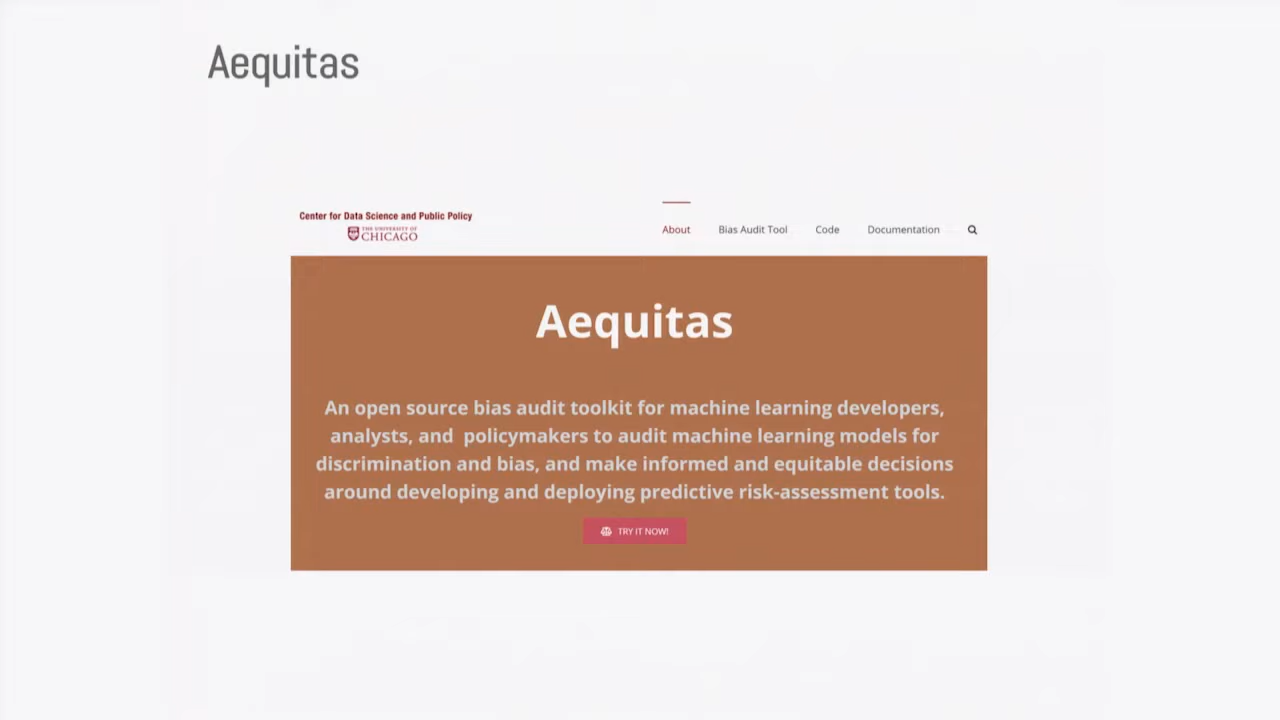 Aequitas
Center for Data Science and Public Policy
THE UNIVERSITY OF
CHICAGO
About
Bias Audit Tool
Code
Documentation
Aequitas
An open source bias audit toolkit for machine learning developers,
analysts, and policymakers to audit machine learning models for
discrimination and bias, and make informed and equitable decisions
around developing and deploying predictive risk-assessment tools.
TRY IT NOW!